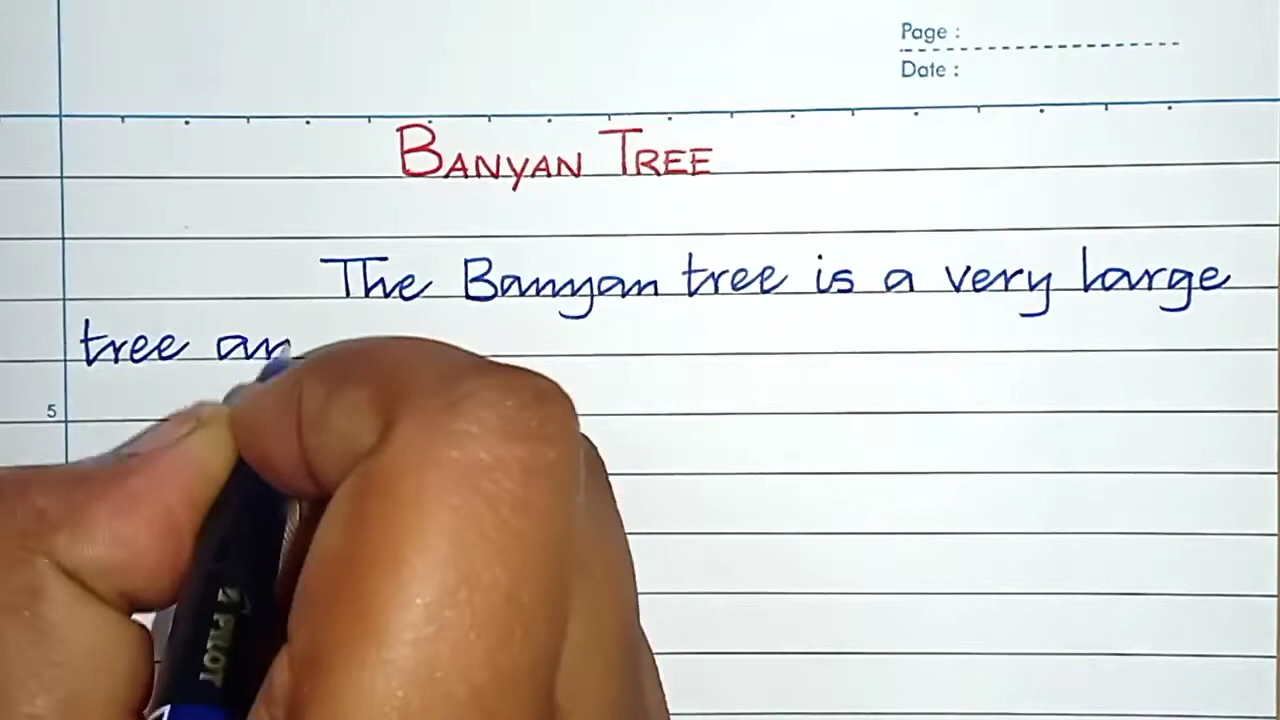 Page :
Date :
BANYAN TREE
The Banyan tree is a very large
tree an
5
PILOT